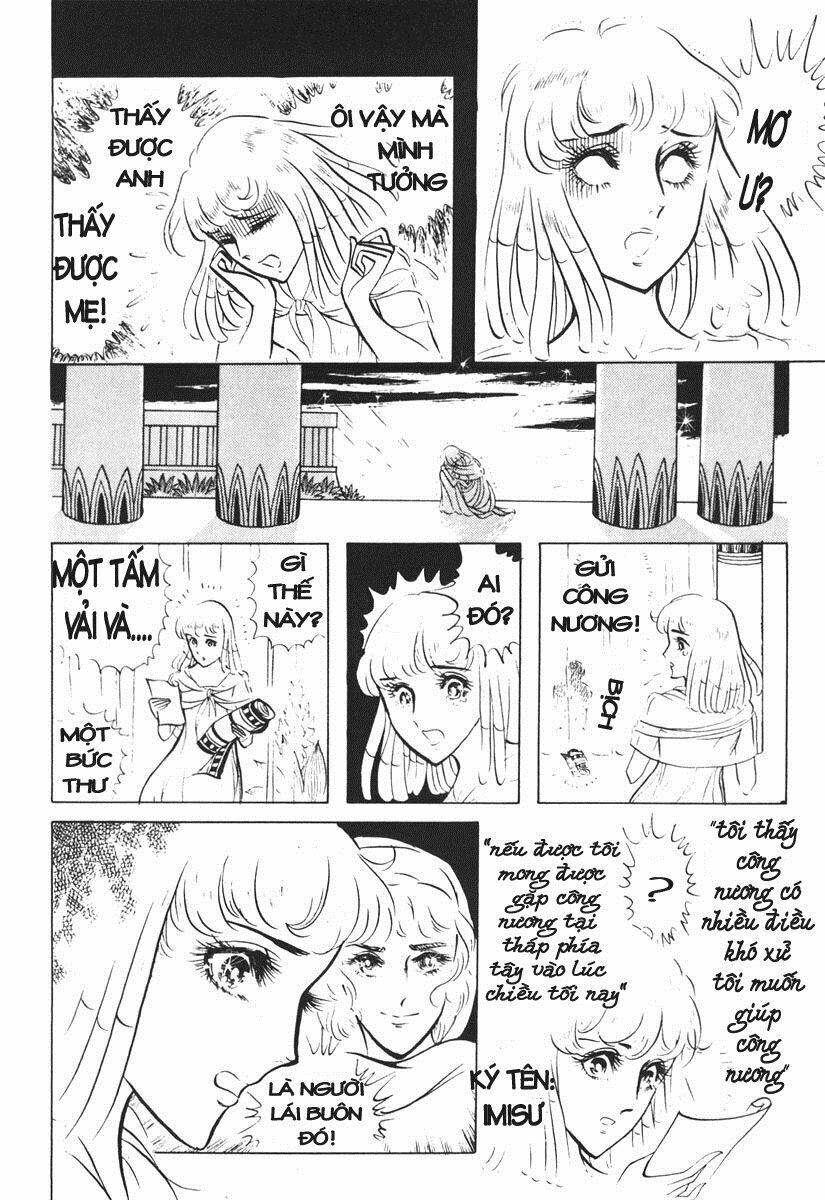 MƠ
Ư?
ÔI VẬY MÀ
MÌNH
TƯỞNG
THẤY
ĐƯỢC
ANH
THẤY
ĐƯỢC
MẸ!
GỬI
CÔNG
NƯƠNG!
BỊCH
AI
ĐÓ?
GÌ
THẾ
NÀY?
MỘT TẤM
VẢI VÀ....
MỘT
BỨC
THƯ
"tôi thấy
công
nương có
nhiều điều
khó xử
tôi muốn
giúp
công
nương"
?
"nếu được tôi
mong được
gặp công
nương tại
tháp phía
tây vào lúc
chiều tối nay"
KÝ TÊN:
IMISƯ
LÀ NGƯỜI
LÁI BUÔN
ĐÓ!